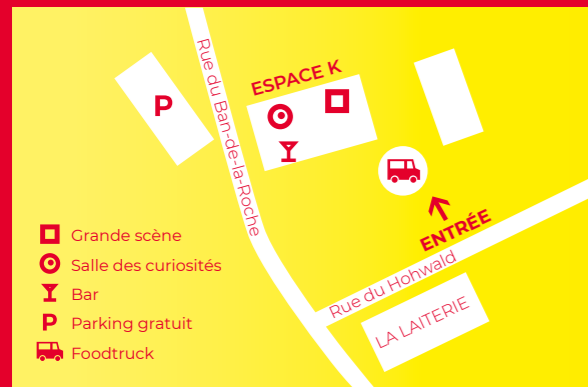 Rue du Ban-de-la-Roche
P
ESPACE K
ENTRÉE
Rue du Hohwald
LA LAITERIE
Grande scène
Salle des curiosités
Bar
P Parking gratuit
Foodtruck